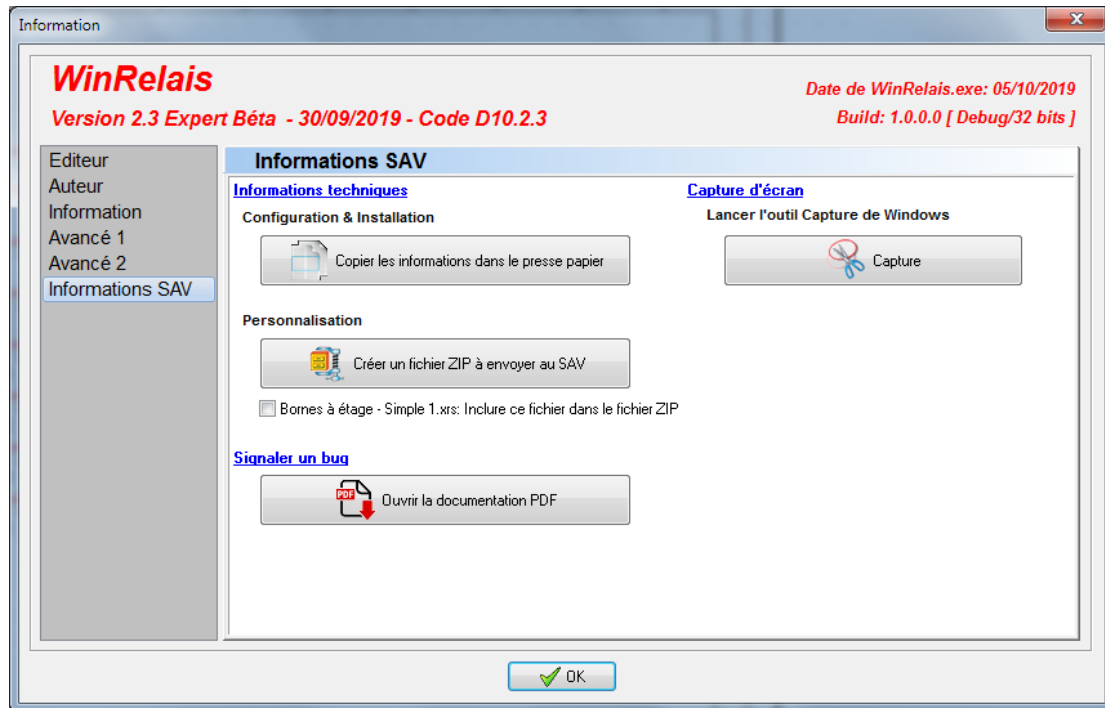 Information
WinRelais
Version 2.3 Expert Béta - 30/09/2019 - Code D10.2.3
Date de WinRelais.exe: 05/10/2019
Build: 1.0.0.0 [ Debug/32 bits ]
Editeur
Auteur
Information
Avancé 1
Avancé 2
Informations SAV
Informations SAV
Informations techniques
Configuration & Installation
Copier les informations dans le presse papier
Personnalisation
Créer un fichier ZIP à envoyer au SAV
Bornes à étage - Simple 1.xrs: Inclure ce fichier dans le fichier ZIP
Signaler un bug
PDF
Ouvrir la documentation PDF
Capture d'écran
Lancer l'outil Capture de Windows
Capture
OK